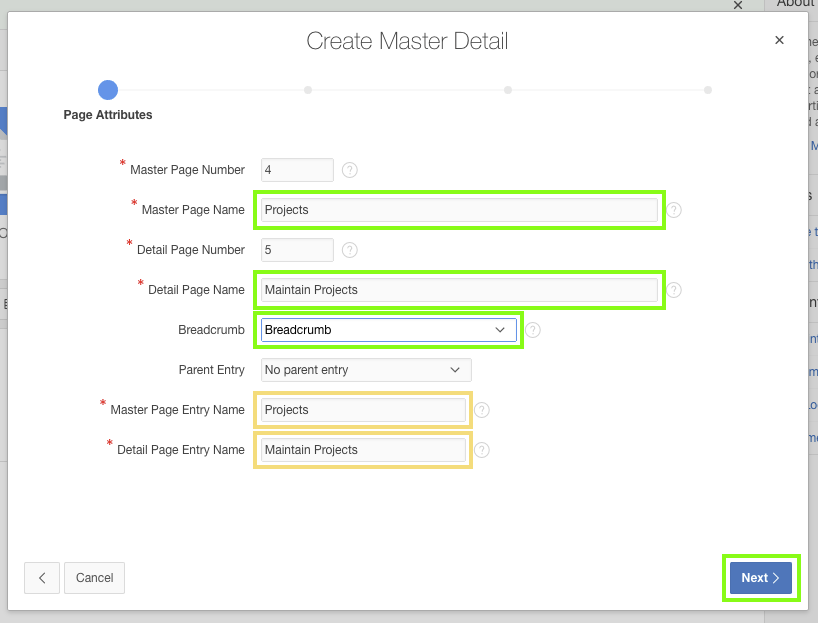 About
Create Master Detail
Page Attributes
* Master Page Number 4 ?
* Master Page Name Projects ?
* Detail Page Number 5 ?
* Detail Page Name Maintain Projects ?
Breadcrumb Breadcrumb ?
Parent Entry No parent entry
* Master Page Entry Name Projects ?
* Detail Page Entry Name Maintain Projects ?
Cancel Next